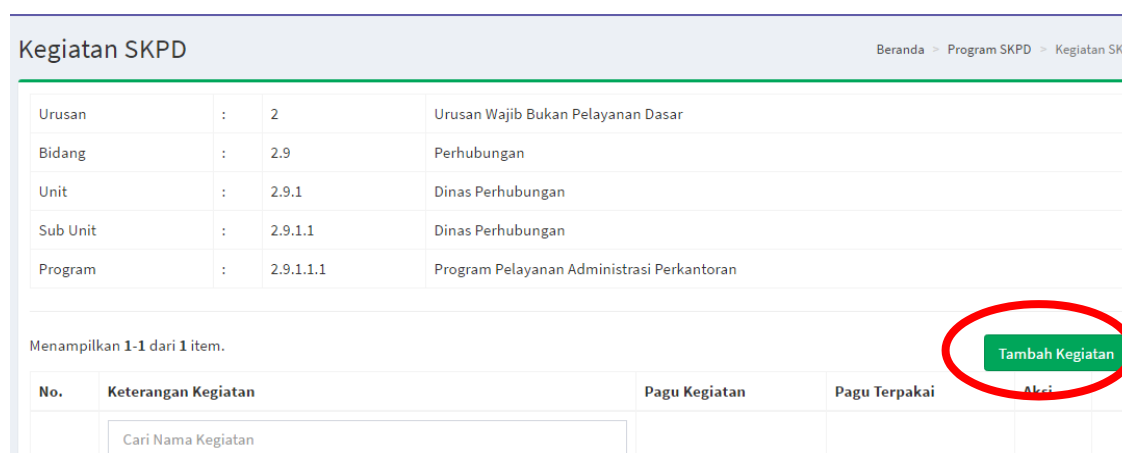 Kegiatan SKPD
Beranda > Program SKPD > Kegiatan SK
Urusan : 2 Urusan Wajib Bukan Pelayanan Dasar
Bidang : 2.9 Perhubungan
Unit : 2.9.1 Dinas Perhubungan
Sub Unit : 2.9.1.1 Dinas Perhubungan
Program : 2.9.1.1.1 Program Pelayanan Administrasi Perkantoran
Menampilkan 1-1 dari 1 item.
Tambah Kegiatan
No. Keterangan Kegiatan Pagu Kegiatan Pagu Terpakai Aksi
Cari Nama Kegiatan